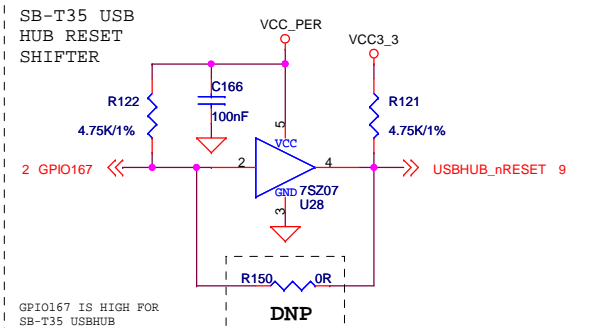 SB-T35 USB
HUB RESET
SHIFTER
VCC_PER
VCC3_3
C166
100nF
R122
4.75K/1%
R121
4.75K/1%
5
VCC
2 GPIO167
2
4
USBHUB_nRESET 9
GND 7SZ07
U28
3
R150 0R
DNP
GPIO167 IS HIGH FOR
SB-T35 USBHUB